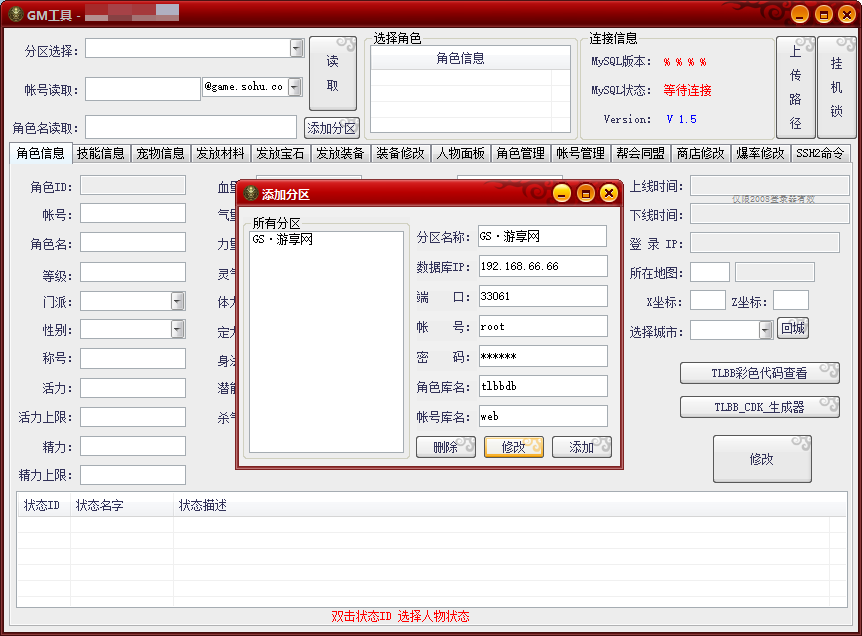 GM工具 -
分区选择:
帐号读取: @game.sohu.co
角色名读取:
读取
添加分区
选择角色
角色信息
连接信息
MySQL版本: % % % %
MySQL状态: 等待连接
Version: V 1.5
上传路径
挂机锁
角色信息 技能信息 宠物信息 发放材料 发放宝石 发放装备 装备修改 人物面板 角色管理 帐号管理 帮会同盟 商店修改 爆率修改 SSH2命令
角色ID:
帐号:
角色名:
等级:
门派:
性别:
称号:
活力:
活力上限:
精力:
精力上限:
血量
气量
力量
灵气
体力
定力
身法
潜能
杀气
添加分区
所有分区
GS·游享网
分区名称: GS·游享网
数据库IP: 192.168.66.66
端 口: 33061
帐 号: root
密 码: ******
角色库名: tlbbdb
帐号库名: web
删除 修改 添加
上线时间:
仅限2008登录器有效
下线时间:
登 录 IP:
所在地图:
X坐标: Z坐标:
选择城市: 回城
TLBB彩色代码查看
TLBB_CDK_生成器
修改
状态ID 状态名字 状态描述
双击状态ID 选择人物状态